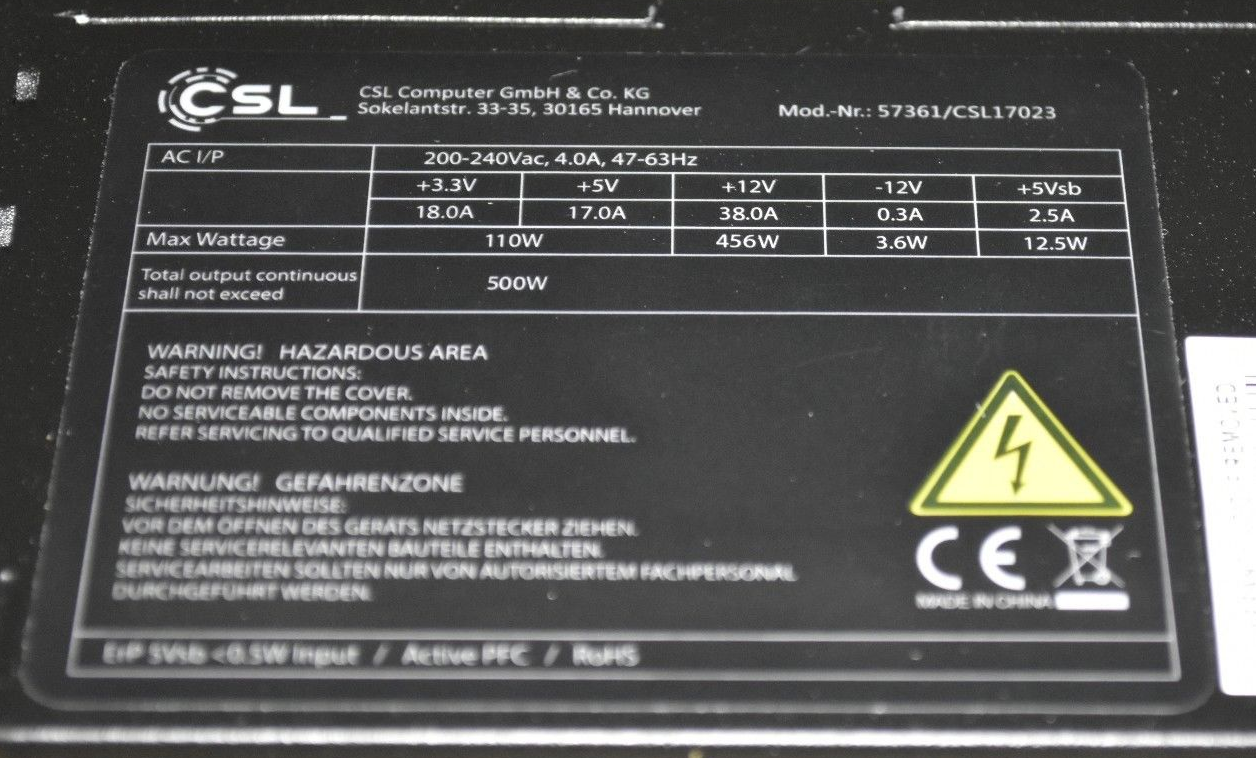 CSL_
CSL Computer GmbH & Co. KG
Sokelantstr. 33-35, 30165 Hannover
Mod.-Nr.: 57361/CSL17023
AC I/P 200-240Vac, 4.0A, 47-63Hz
+3.3V +5V +12V -12V +5Vsb
18.0A 17.0A 38.0A 0.3A 2.5A
Max Wattage 110W 456W 3.6W 12.5W
Total output continuous
shall not exceed
500W
WARNING! HAZARDOUS AREA
SAFETY INSTRUCTIONS:
DO NOT REMOVE THE COVER.
NO SERVICEABLE COMPONENTS INSIDE.
REFER SERVICING TO QUALIFIED SERVICE PERSONNEL.
WARNUNG! GEFAHRENZONE
SICHERHEITSHINWEISE:
VOR DEM ÖFFNEN DES GERÄTS NETZSTECKER ZIEHEN.
KEINE SERVICERELEVANTEN BAUTEILE ENTHALTEN.
SERVICEARBEITEN SOLLTEN NUR VON AUTORISIERTEM FACHPERSONAL
DURCHGEFÜHRT WERDEN.
CE
MADE IN CHINA
ErP 5Vsb <0.5W Input / Active PFC / RoHS